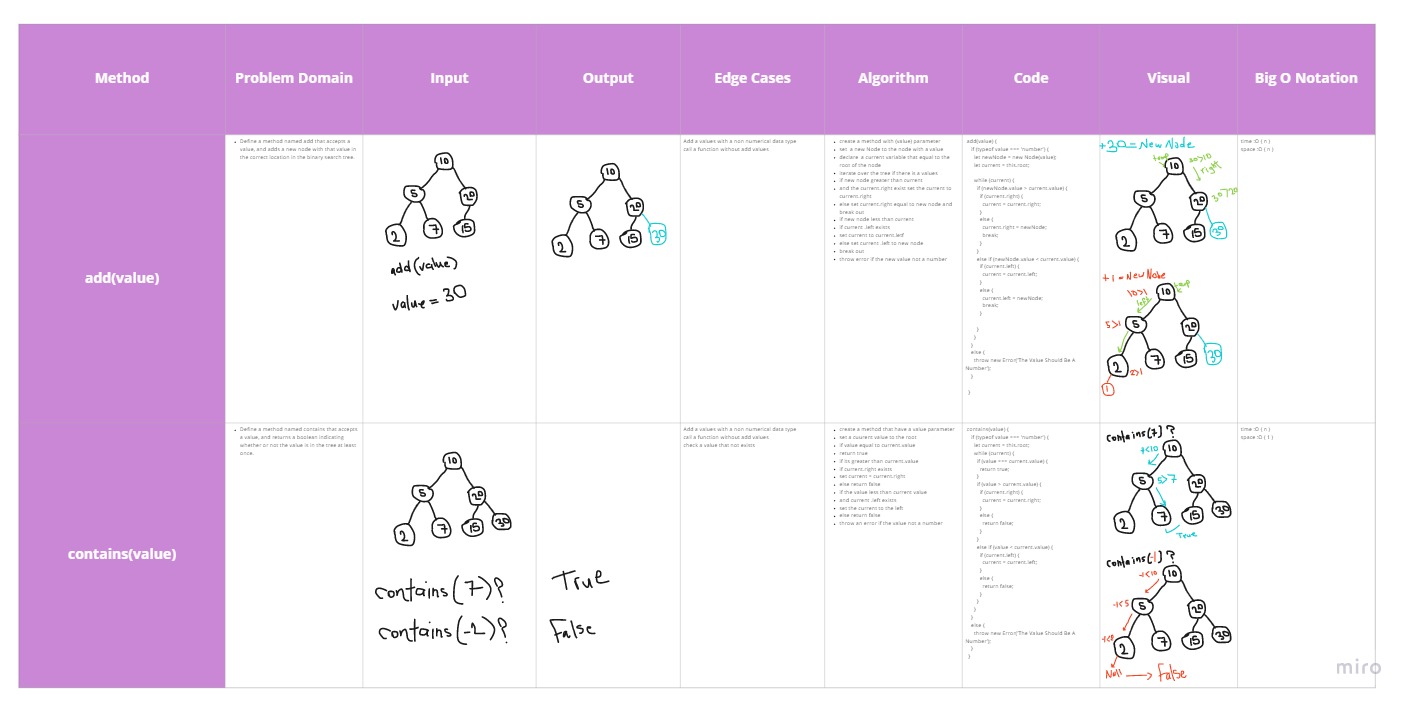 Method
Problem Domain
Input
Output
Edge Cases
Algorithm
Code
Visual
Big O Notation
add(value)
Define a method named add that accepts a
value, and adds a new node with that value in
the correct location in the binary search tree.
10
5
20
2
7
15
add(value)
value = 30
10
5
20
2
7
15
30
Add a values with a non numerical data type
call a function without add values
create a method with (value) parameter
set a new Node to the node with a value
declare a current variable that equal to the
root of the node
iterate over the tree if there is a values
if new node greater than current
and the current.right exist set the current to
current.right
else set current.right equal to new node and
break out
if new node less than current
if current .left exists
set current to current.left
else set current .left to new node
break out
throw error if the new value not a number
add(value) {
if (typeof value === 'number') {
let newNode = new Node(value);
let current = this.root;
while (current) {
if (newNode.value > current.value) {
if (current.right) {
current = current.right;
}
else {
current.right = newNode;
break;
}
}
else if (newNode.value < current.value) {
if (current.left) {
current = current.left;
}
else {
current.left = newNode;
break;
}
}
}
}
else {
throw new Error('The Value Should Be A
Number');
}
}
+30=New Node
10
30>10
right
5
20
30>20
2
7
15
30
+1=New Node
10>1
10
left
5>1
5
20
2
2>1
7
15
30
1
time :O ( n )
space :O ( n )
contains(value)
Define a method named contains that accepts
a value, and returns a boolean indicating
whether or not the value is in the tree at least
once.
10
5
20
2
7
15
30
contains(7)?
contains(-2)?
True
False
Add a values with a non numerical data type
call a function without add values
check a value that not exists
create a method that have a value parameter
set a cuurent value to the root
if value equal to current.value
return true
if its greater than current.value
if current.right exists
set current = current.right
else return false
if the value less than current value
and current .left exists
set the current to the left
else return false
throw an error if the value not a number
contains(value) {
if (typeof value === 'number') {
let current = this.root;
while (current) {
if (value === current.value) {
return true;
}
if (value > current.value) {
if (current.right) {
current = current.right;
}
else {
return false;
}
}
else if (value < current.value) {
if (current.left) {
current = current.left;
}
else {
return false;
}
}
}
}
else {
throw new Error('The Value Should Be A
Number');
}
}
contains(7)?
10
5
5>7
20
2
7
15
30
True
contains(-1)?
-1<10
10
-1<5
5
20
2
7
15
30
Null
False
time :O ( n )
space :O ( 1 )
miro